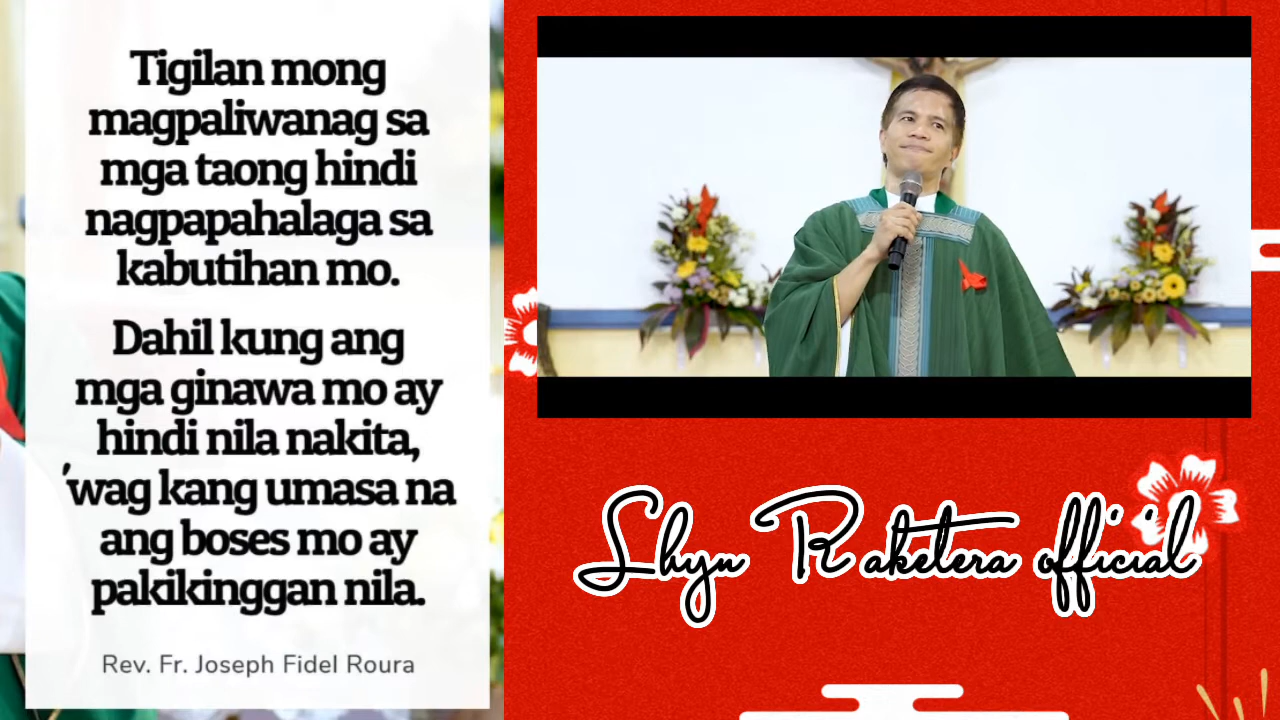 Tigilan mong
magpaliwanag sa
mga taong hindi
nagpapahalaga sa
kabutihan mo.
Dahil kung ang
mga ginawa mo ay
hindi nila nakita,
'wag kang umasa na
ang boses mo ay
pakikinggan nila.
Rev. Fr. Joseph Fidel Roura
Lhyn Raketera official